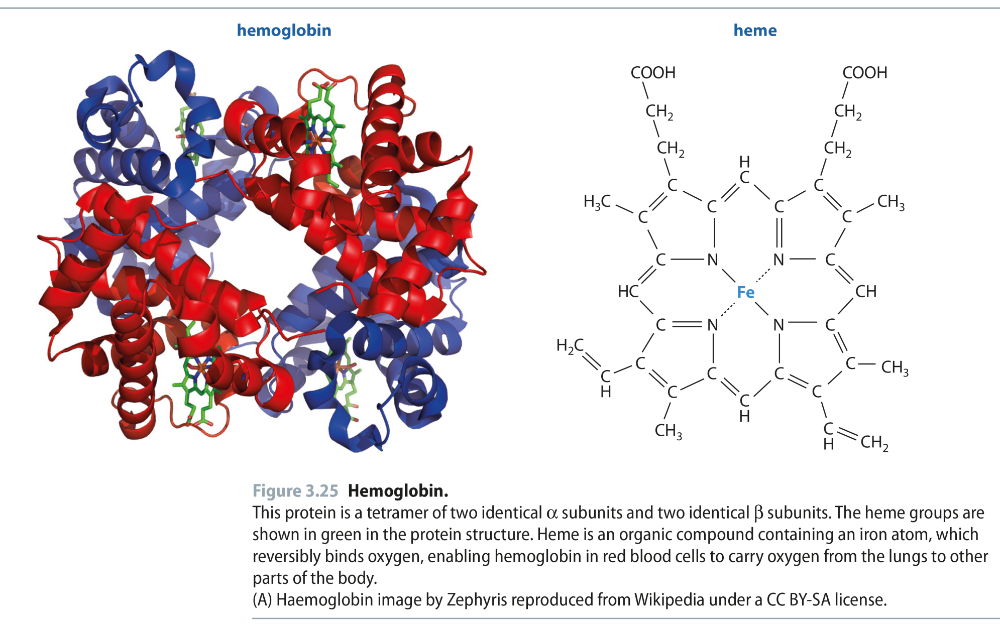 hemoglobin
heme
COOH COOH
CH2 CH2
CH2 CH2
H
C
C C
H3C C C CH3
C C
C N N C
HC Fe CH
C N N C
H2C
C C CH3
C C C
H
C C
C
H
CH3
C
H CH2
Figure 3.25 Hemoglobin.
This protein is a tetramer of two identical α subunits and two identical β subunits. The heme groups are
shown in green in the protein structure. Heme is an organic compound containing an iron atom, which
reversibly binds oxygen, enabling hemoglobin in red blood cells to carry oxygen from the lungs to other
parts of the body.
(A) Haemoglobin image by Zephyris reproduced from Wikipedia under a CC BY-SA license.